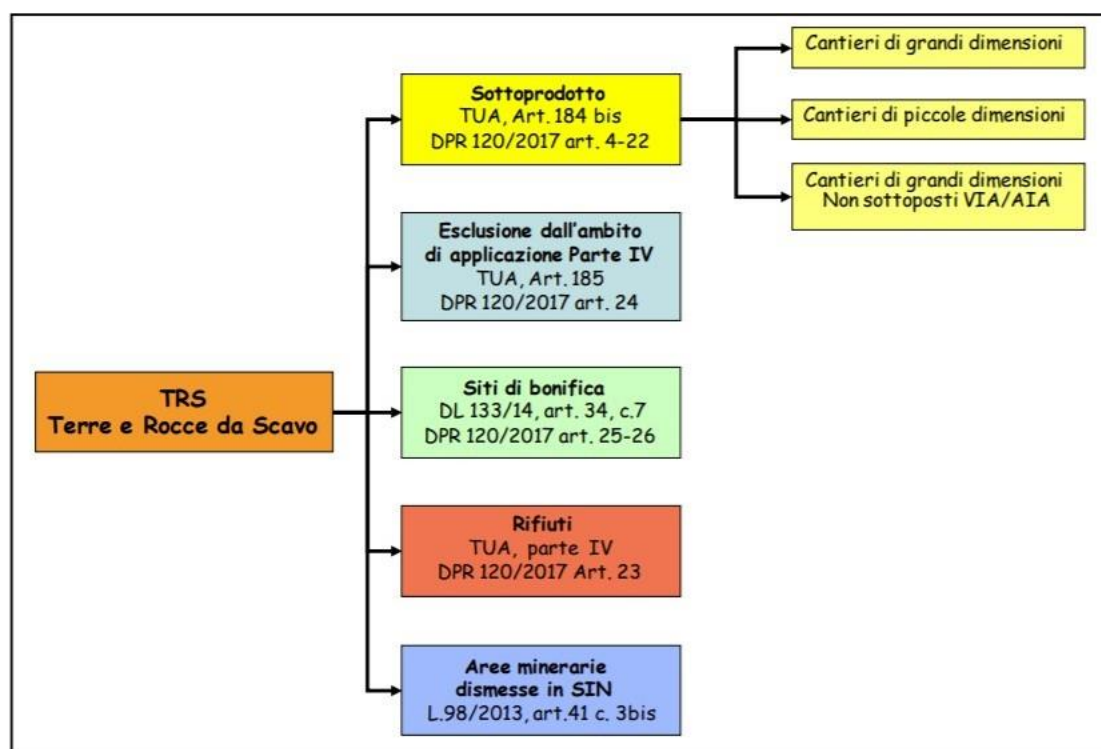 TRS
Terre e Rocce da Scavo
Sottoprodotto
TUA, Art. 184 bis
DPR 120/2017 art. 4-22
Cantieri di grandi dimensioni
Cantieri di piccole dimensioni
Cantieri di grandi dimensioni
Non sottoposti VIA/AIA
Esclusione dall'ambito
di applicazione Parte IV
TUA, Art. 185
DPR 120/2017 art. 24
Siti di bonifica
DL 133/14, art. 34, c.7
DPR 120/2017 art. 25-26
Rifiuti
TUA, parte IV
DPR 120/2017 Art. 23
Aree minerarie
dismesse in SIN
L.98/2013, art.41 c. 3bis